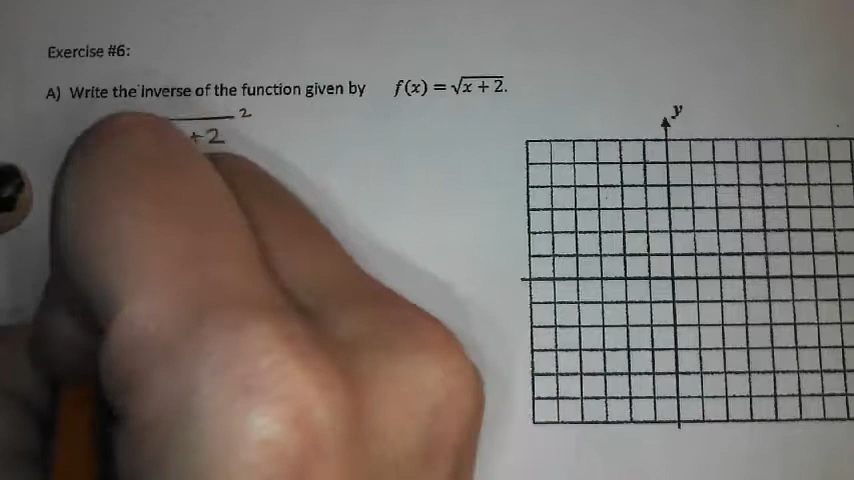 Exercise #6:
A) Write the inverse of the function given by f(x) = √x + 2.
2
+2
y